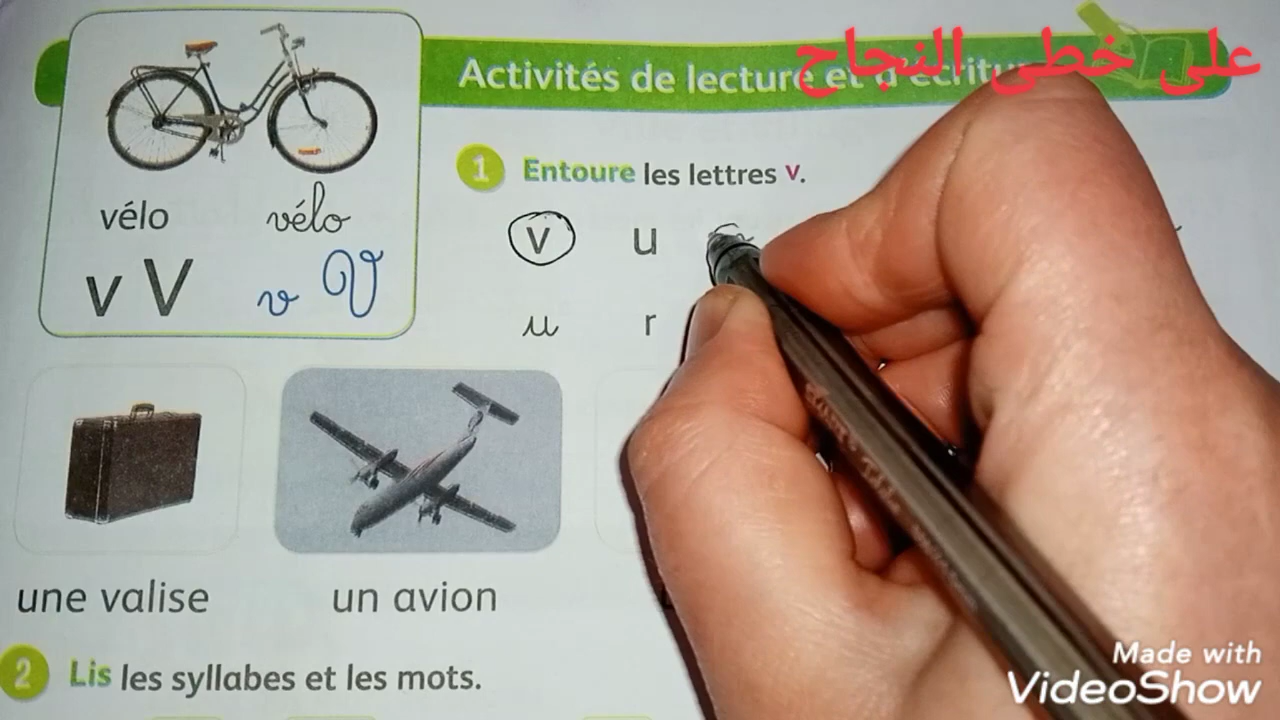 على خطى النجاح
Activités de lecture et d'écritu
1 Entoure les lettres v.
vélo vélo
v V v V
v u
u r
une valise un avion
2 Lis les syllabes et les mots.
Made with
VideoShow